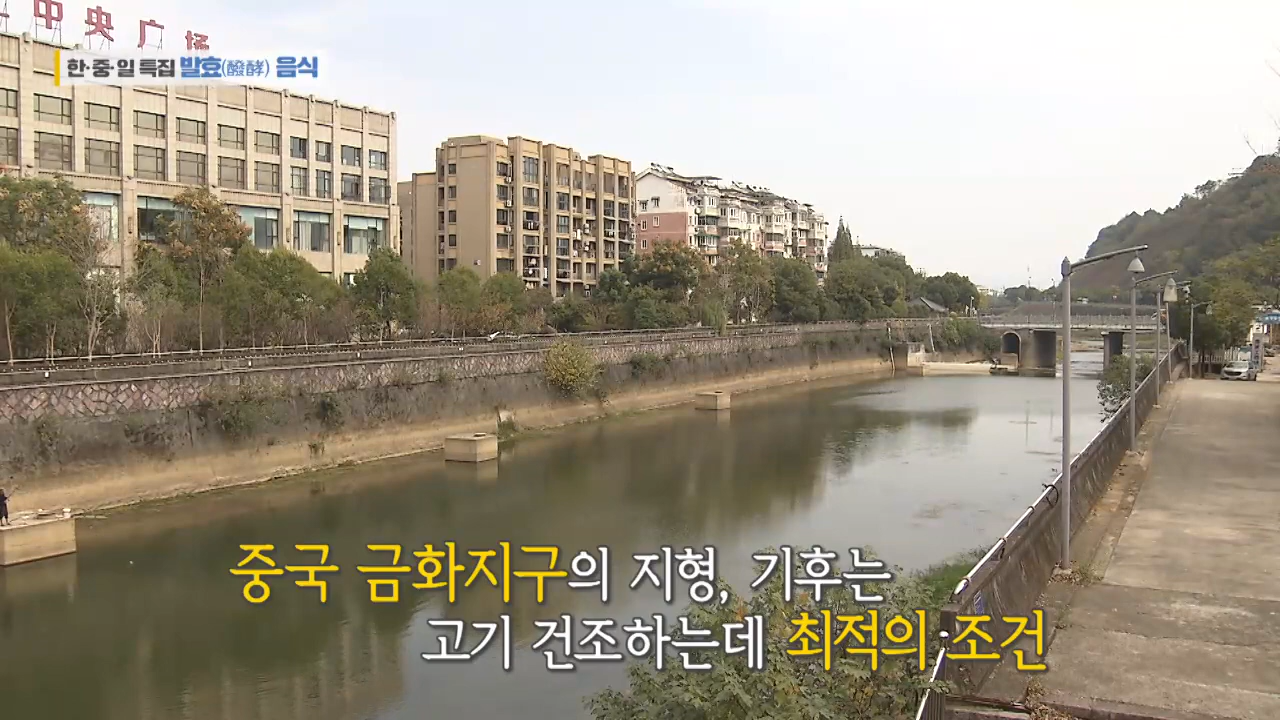 中央广场
한·중·일 특집 발효(醱酵) 음식
중국 금화지구의 지형, 기후는
고기 건조하는데 최적의 조건